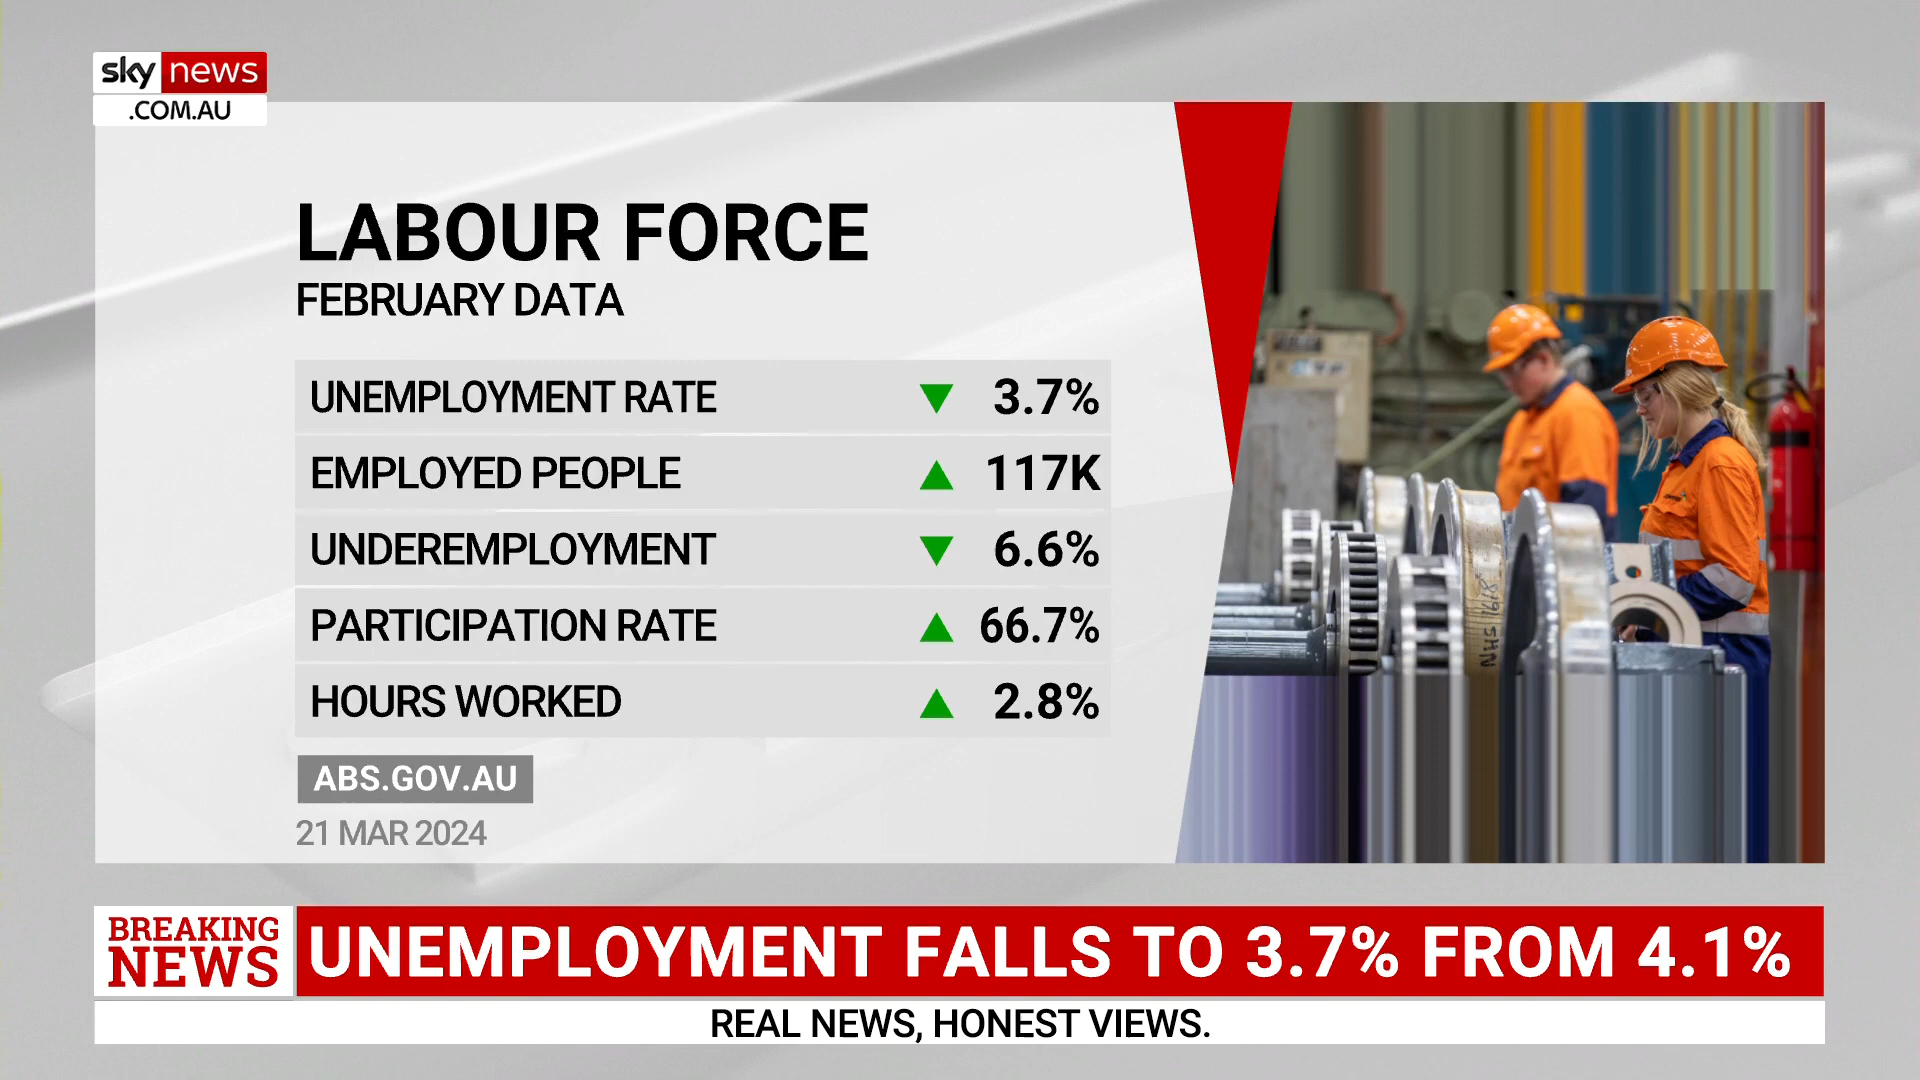 sky news
.COM.AU
LABOUR FORCE
FEBRUARY DATA
UNEMPLOYMENT RATE ▼ 3.7%
EMPLOYED PEOPLE ▲ 117K
UNDEREMPLOYMENT ▼ 6.6%
PARTICIPATION RATE ▲ 66.7%
HOURS WORKED ▲ 2.8%
ABS.GOV.AU
21 MAR 2024
NHS 1618
BREAKING
NEWS
UNEMPLOYMENT FALLS TO 3.7% FROM 4.1%
REAL NEWS, HONEST VIEWS.